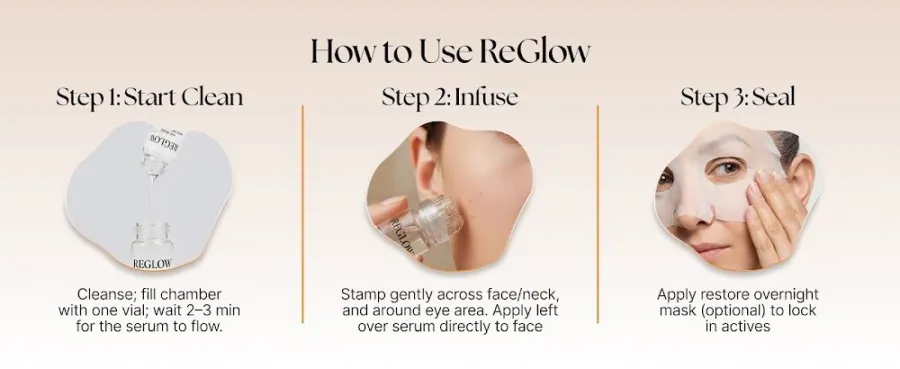 How to Use ReGlow
Step 1: Start Clean
REGLOW
REGLOW
Cleanse; fill chamber
with one vial; wait 2–3 min
for the serum to flow.
Step 2: Infuse
REGLOW
Stamp gently across face/neck,
and around eye area. Apply left
over serum directly to face
Step 3: Seal
Apply restore overnight
mask (optional) to lock
in actives